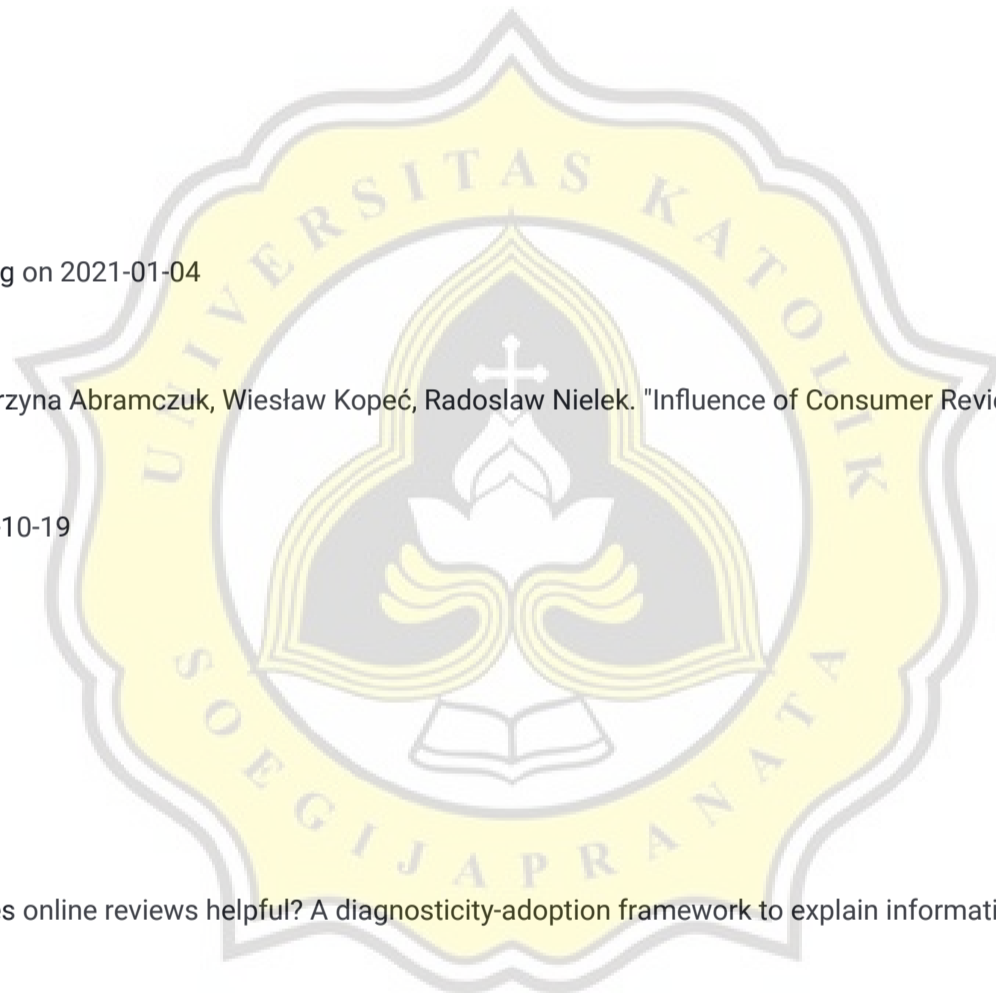 UNIVERSITAS KATOLIK
g on 2021-01-04
rzyna Abramczuk, Wiesław Kopeć, Radoslaw Nielek. "Influence of Consumer Revie
-10-19
SOEGIJAPRANATA
s online reviews helpful? A diagnosticity-adoption framework to explain informati